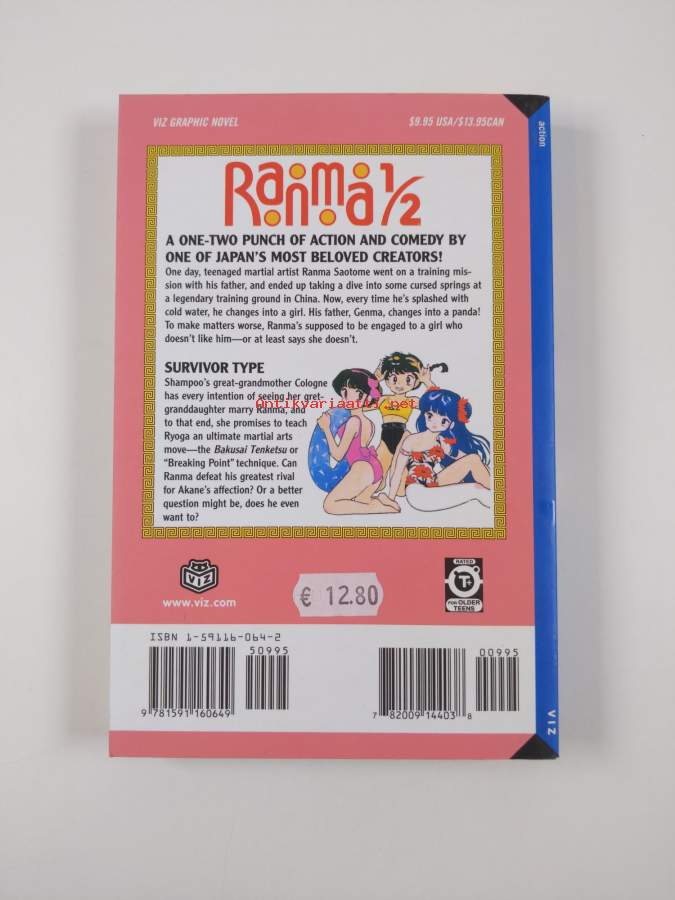 VIZ GRAPHIC NOVEL
$9.95 USA/$13.95CAN
action
Ranma 1/2
A ONE-TWO PUNCH OF ACTION AND COMEDY BY
ONE OF JAPAN'S MOST BELOVED CREATORS!
One day, teenaged martial artist Ranma Saotome went on a training mis-
sion with his father, and ended up taking a dive into some cursed springs at
a legendary training ground in China. Now, every time he's splashed with
cold water, he changes into a girl. His father, Genma, changes into a panda!
To make matters worse, Ranma's supposed to be engaged to a girl who
doesn't like him—or at least says she doesn't.
SURVIVOR TYPE
Shampoo's great-grandmother Cologne
has every intention of seeing her gret-
granddaughter marry Ranma, and
to that end, she promises to teach
Ryoga an ultimate martial arts
move—the Bakusai Tenketsu or
"Breaking Point" technique. Can
Ranma defeat his greatest rival
for Akane's affection? Or a better
question might be, does he even
want to?
Antikvariaatti.net
VIZ
www.viz.com
€ 12.80
RATED
T+
FOR OLDER
TEENS
ISBN 1-59116-064-2
50995
9 781591 160649
00995
7 82009 14403 8
VIZ